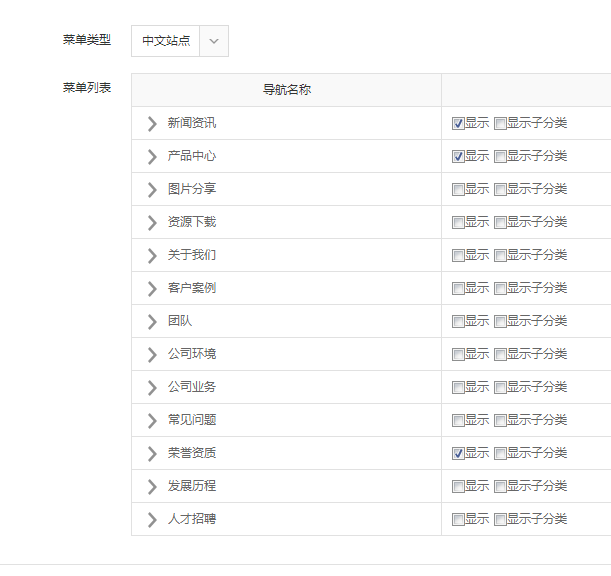 菜单类型 中文站点
菜单列表 导航名称
新闻资讯 显示 显示子分类
产品中心 显示 显示子分类
图片分享 显示 显示子分类
资源下载 显示 显示子分类
关于我们 显示 显示子分类
客户案例 显示 显示子分类
团队 显示 显示子分类
公司环境 显示 显示子分类
公司业务 显示 显示子分类
常见问题 显示 显示子分类
荣誉资质 显示 显示子分类
发展历程 显示 显示子分类
人才招聘 显示 显示子分类